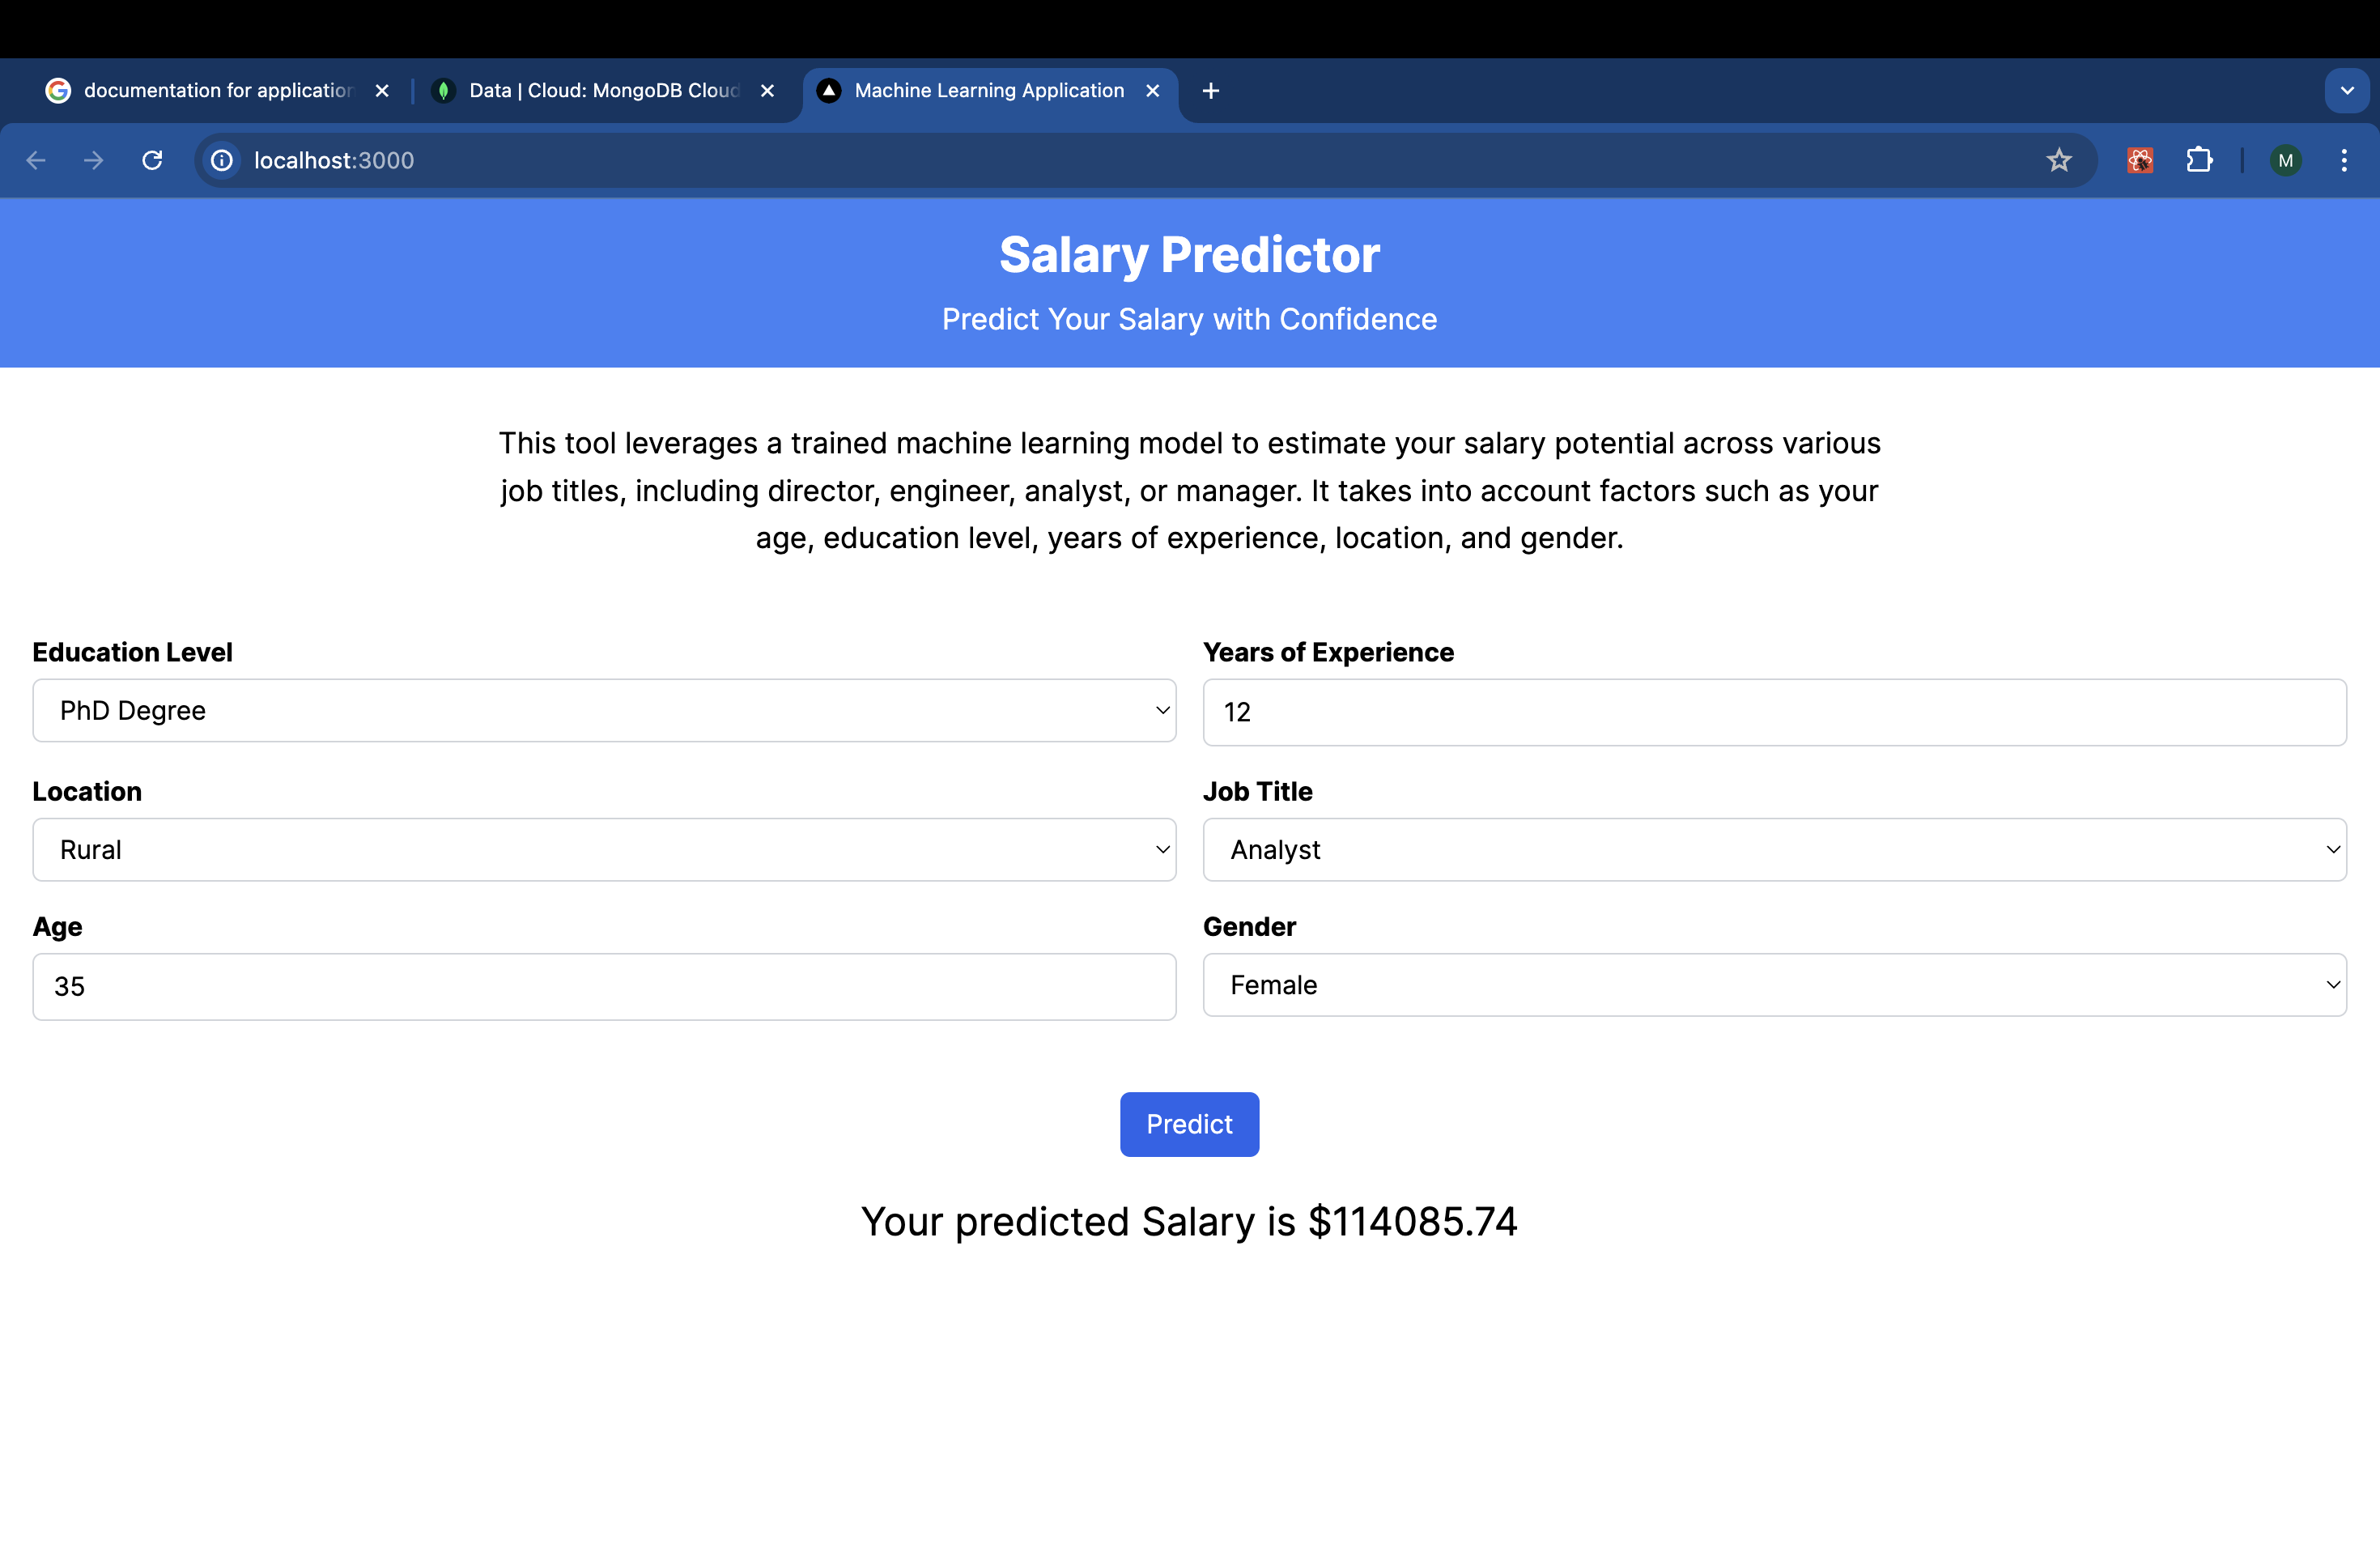 documentation for application
Data | Cloud: MongoDB Cloud
Machine Learning Application
localhost:3000
M
Salary Predictor
Predict Your Salary with Confidence
This tool leverages a trained machine learning model to estimate your salary potential across various
job titles, including director, engineer, analyst, or manager. It takes into account factors such as your
age, education level, years of experience, location, and gender.
Education Level
Years of Experience
PhD Degree
12
Location
Job Title
Rural
Analyst
Age
Gender
35
Female
Predict
Your predicted Salary is $114085.74